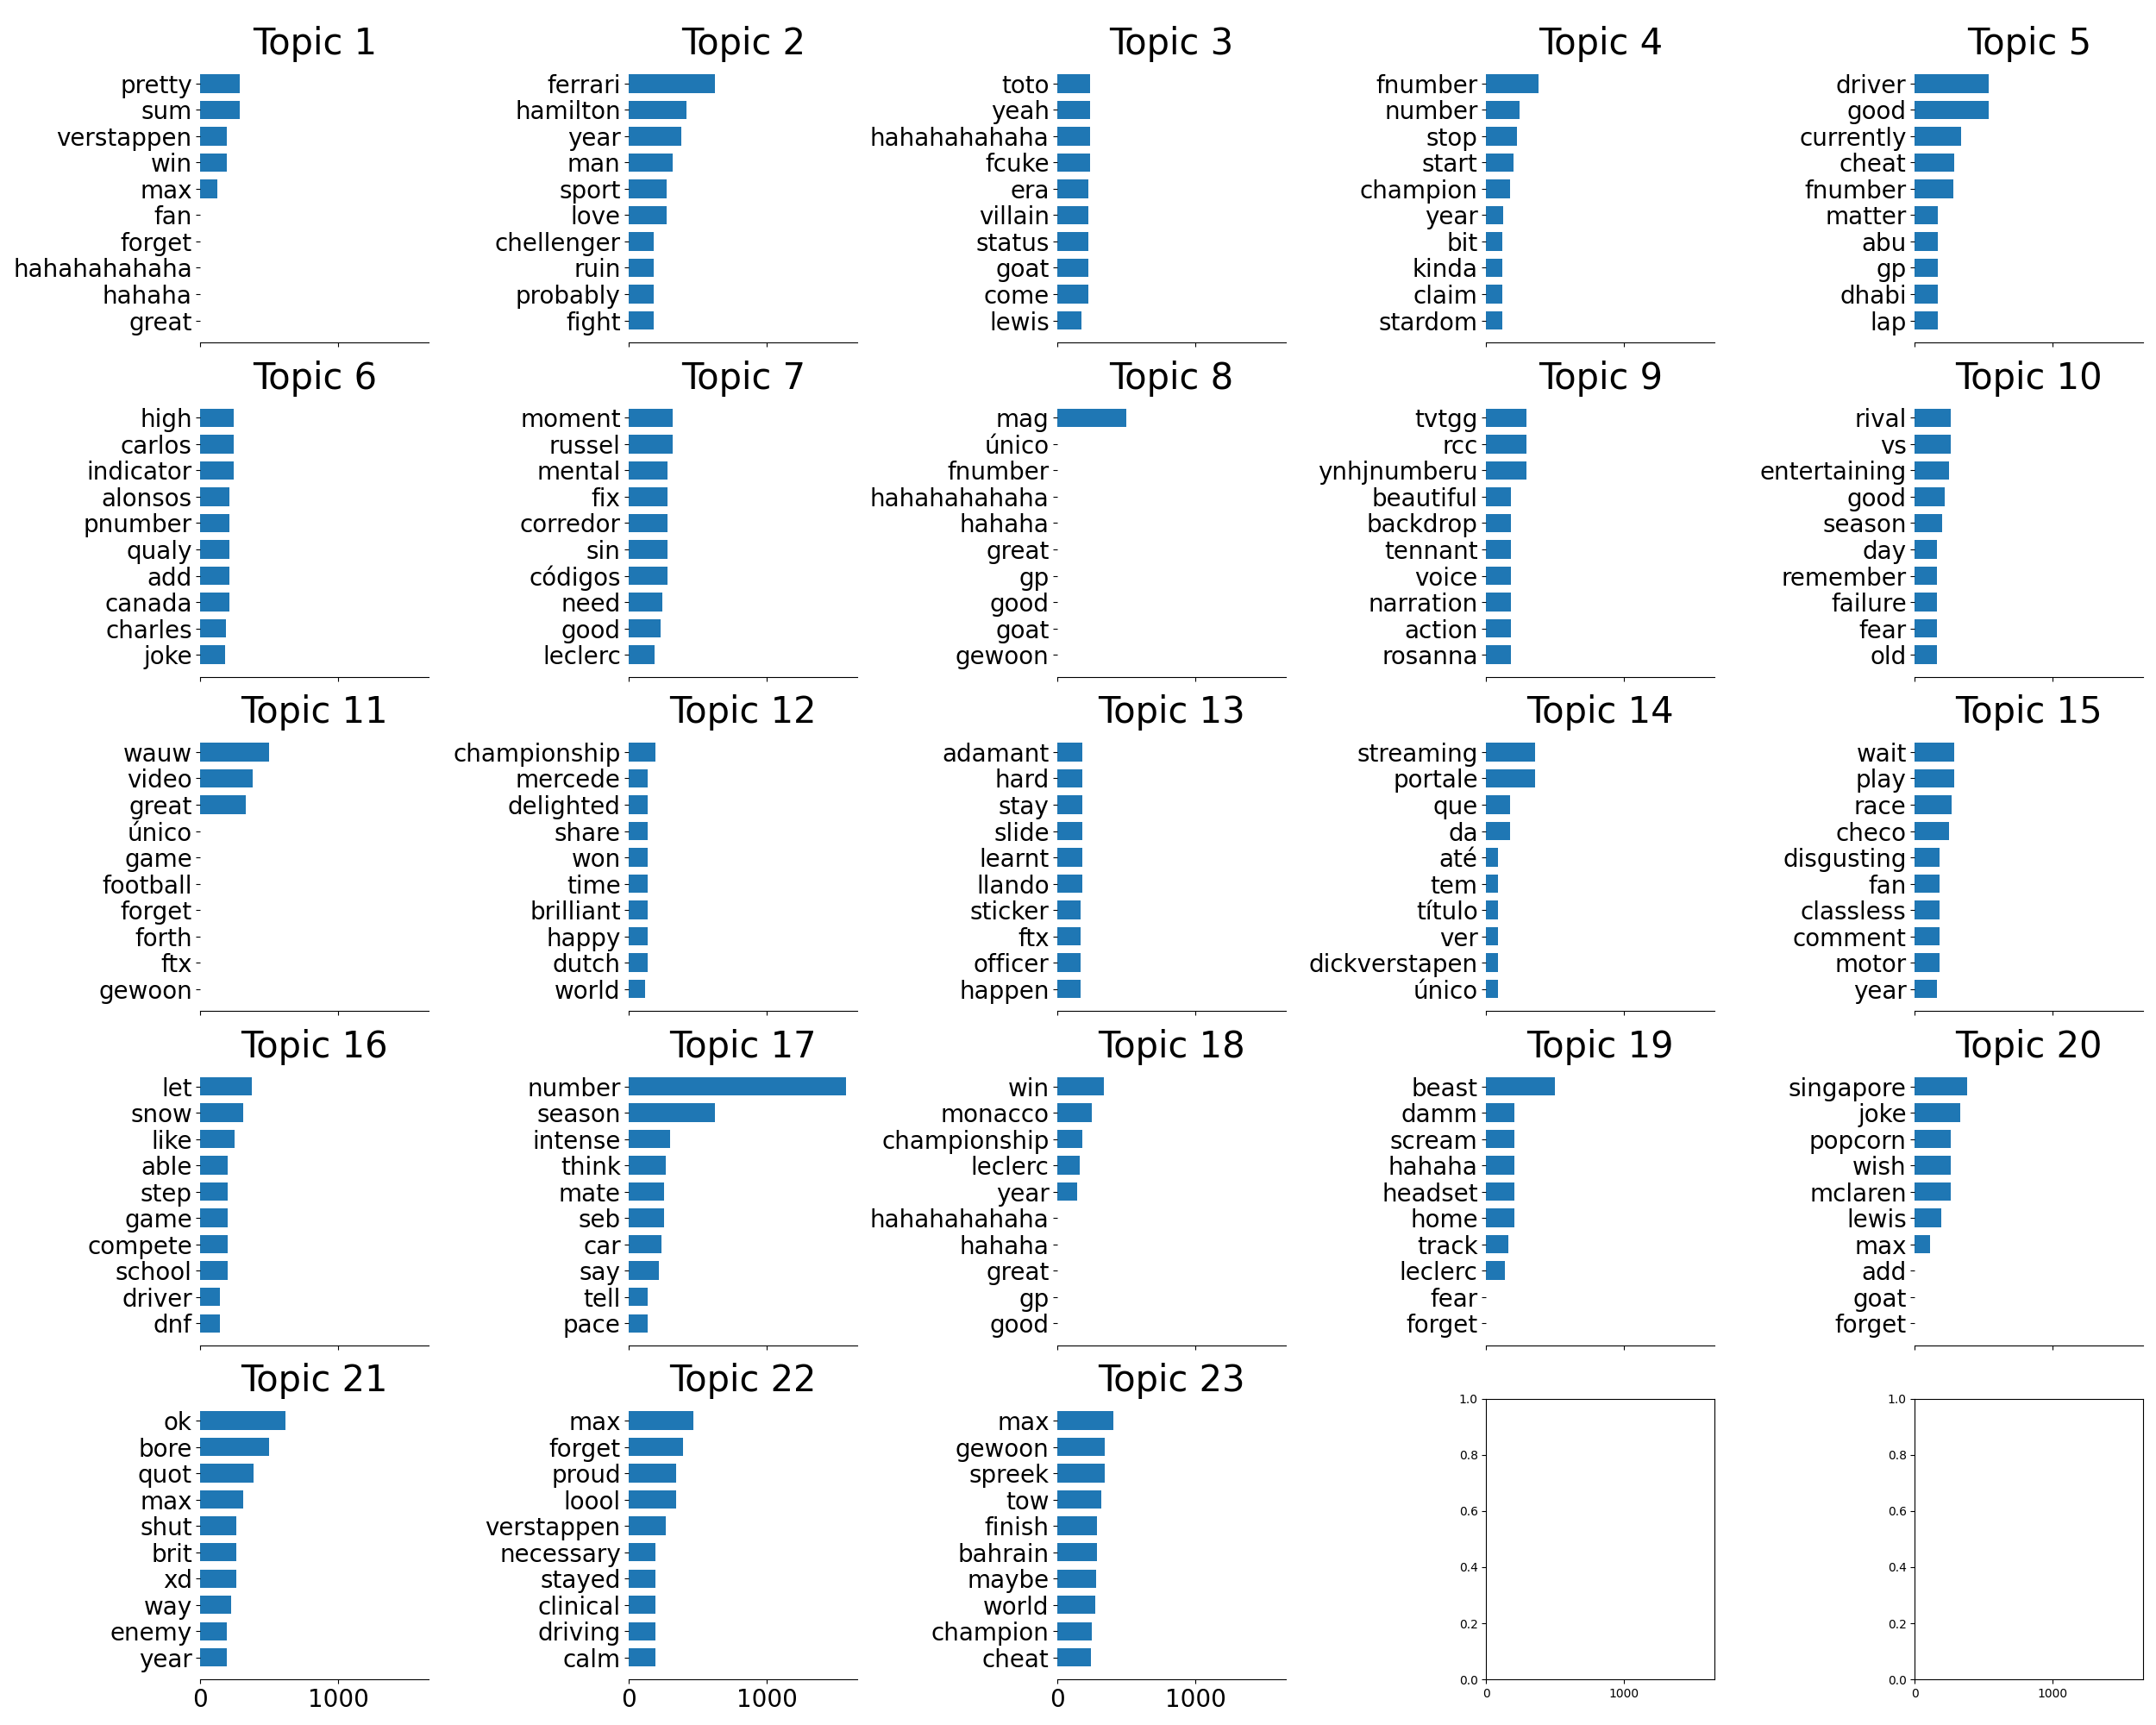 Topic 1
pretty
sum
verstappen
win
max
fan
forget
hahahahahaha
hahaha
great
Topic 2
ferrari
hamilton
year
man
sport
love
chellenger
ruin
probably
fight
Topic 3
toto
yeah
hahahahahaha
fcuke
era
villain
status
goat
come
lewis
Topic 4
fnumber
number
stop
start
champion
year
bit
kinda
claim
stardom
Topic 5
driver
good
currently
cheat
fnumber
matter
abu
gp
dhabi
lap
Topic 6
high
carlos
indicator
alonsos
pnumber
qualy
add
canada
charles
joke
Topic 7
moment
russel
mental
fix
corredor
sin
códigos
need
good
leclerc
Topic 8
mag
único
fnumber
hahahahahaha
hahaha
great
gp
good
goat
gewoon
Topic 9
tvtgg
rcc
ynhjnumberu
beautiful
backdrop
tennant
voice
narration
action
rosanna
Topic 10
rival
vs
entertaining
good
season
day
remember
failure
fear
old
Topic 11
wauw
video
great
único
game
football
forget
forth
ftx
gewoon
Topic 12
championship
mercede
delighted
share
won
time
brilliant
happy
dutch
world
Topic 13
adamant
hard
stay
slide
learnt
llando
sticker
ftx
officer
happen
Topic 14
streaming
portale
que
da
até
tem
título
ver
dickverstapen
único
Topic 15
wait
play
race
checo
disgusting
fan
classless
comment
motor
year
Topic 16
let
snow
like
able
step
game
compete
school
driver
dnf
Topic 17
number
season
intense
think
mate
seb
car
say
tell
pace
Topic 18
win
monacco
championship
leclerc
year
hahahahahaha
hahaha
great
gp
good
Topic 19
beast
damm
scream
hahaha
headset
home
track
leclerc
fear
forget
Topic 20
singapore
joke
popcorn
wish
mclaren
lewis
max
add
goat
forget
Topic 21
ok
bore
quot
max
shut
brit
xd
way
enemy
year
0 1000
Topic 22
max
forget
proud
loool
verstappen
necessary
stayed
clinical
driving
calm
0 1000
Topic 23
max
gewoon
spreek
tow
finish
bahrain
maybe
world
champion
cheat
0 1000
1.0
0.8
0.6
0.4
0.2
0.0
0 1000
1.0
0.8
0.6
0.4
0.2
0.0
0 1000